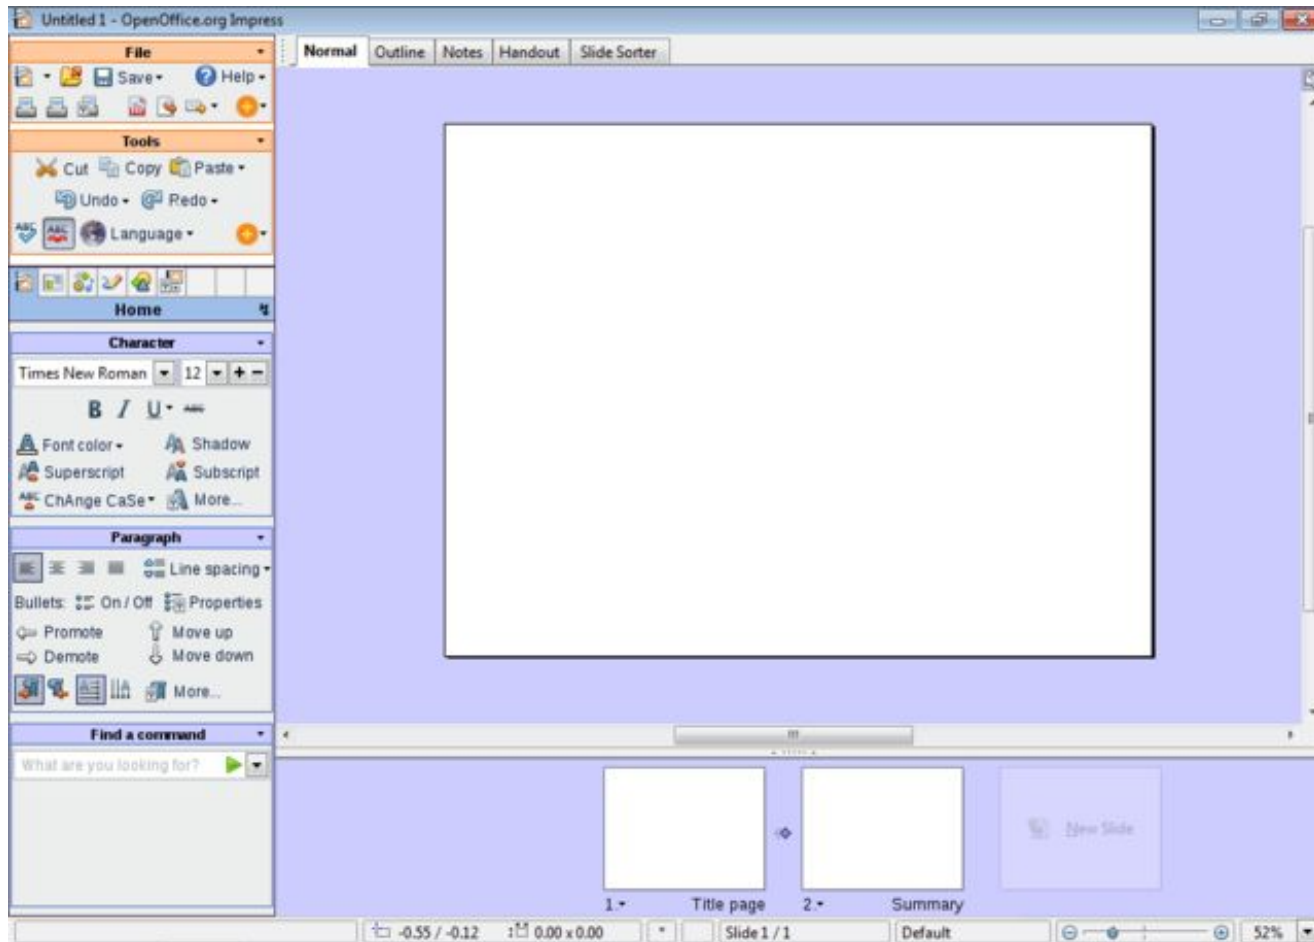 Untitled 1 - OpenOffice.org Impress
File
Save
Help
Tools
Cut Copy Paste
Undo Redo
ABC ABC Language
Home
Character
Times New Roman 12
B I U ABC
Font color Shadow
Superscript Subscript
ABC ChAnge CaSe More...
Paragraph
Line spacing
Bullets: On / Off Properties
Promote Move up
Demote Move down
More...
Find a command
What are you looking for?
Normal Outline Notes Handout Slide Sorter
New Slide
1. Title page 2. Summary
-0.55 / -0.12 0.00 x 0.00 * Slide 1 / 1 Default 52%